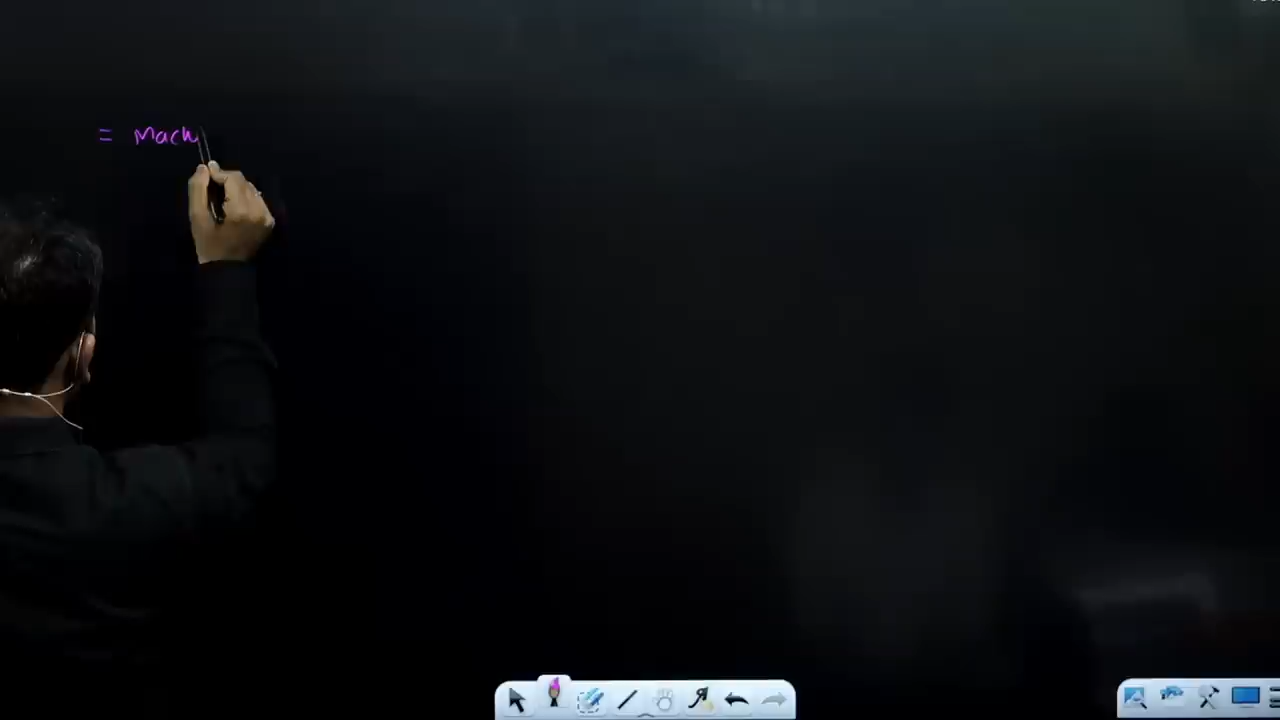 = Mach